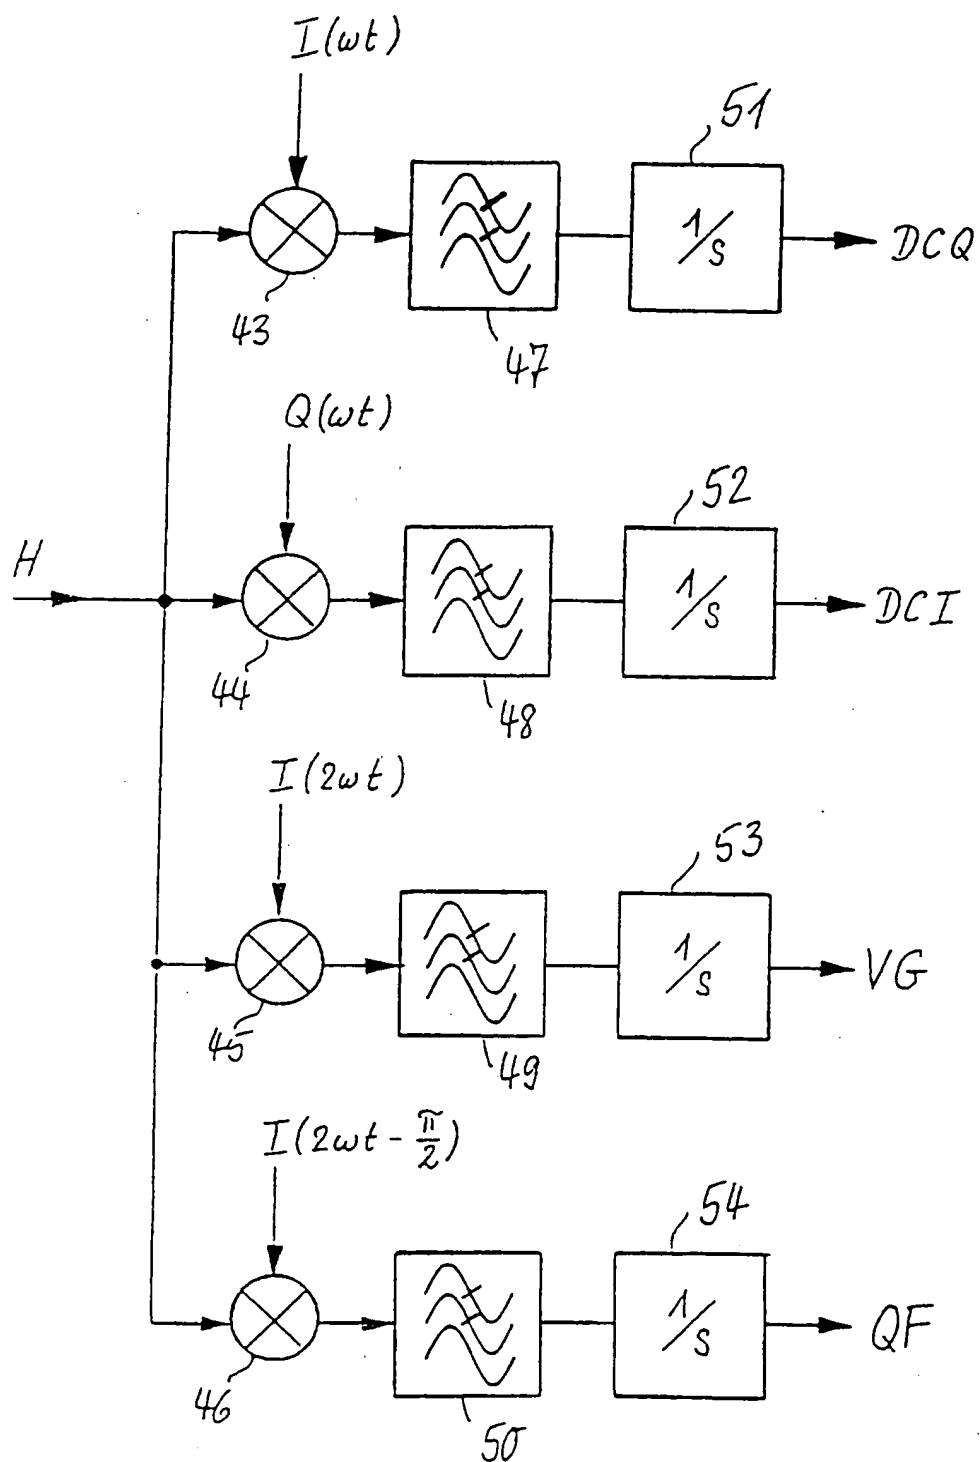 I(ωt)
51
1/S
DCQ
43
47
Q(ωt)
52
H
1/S
DCI
44
48
I(2ωt)
53
1/S
VG
45
49
I(2ωt - π/2)
54
1/S
QF
46
50